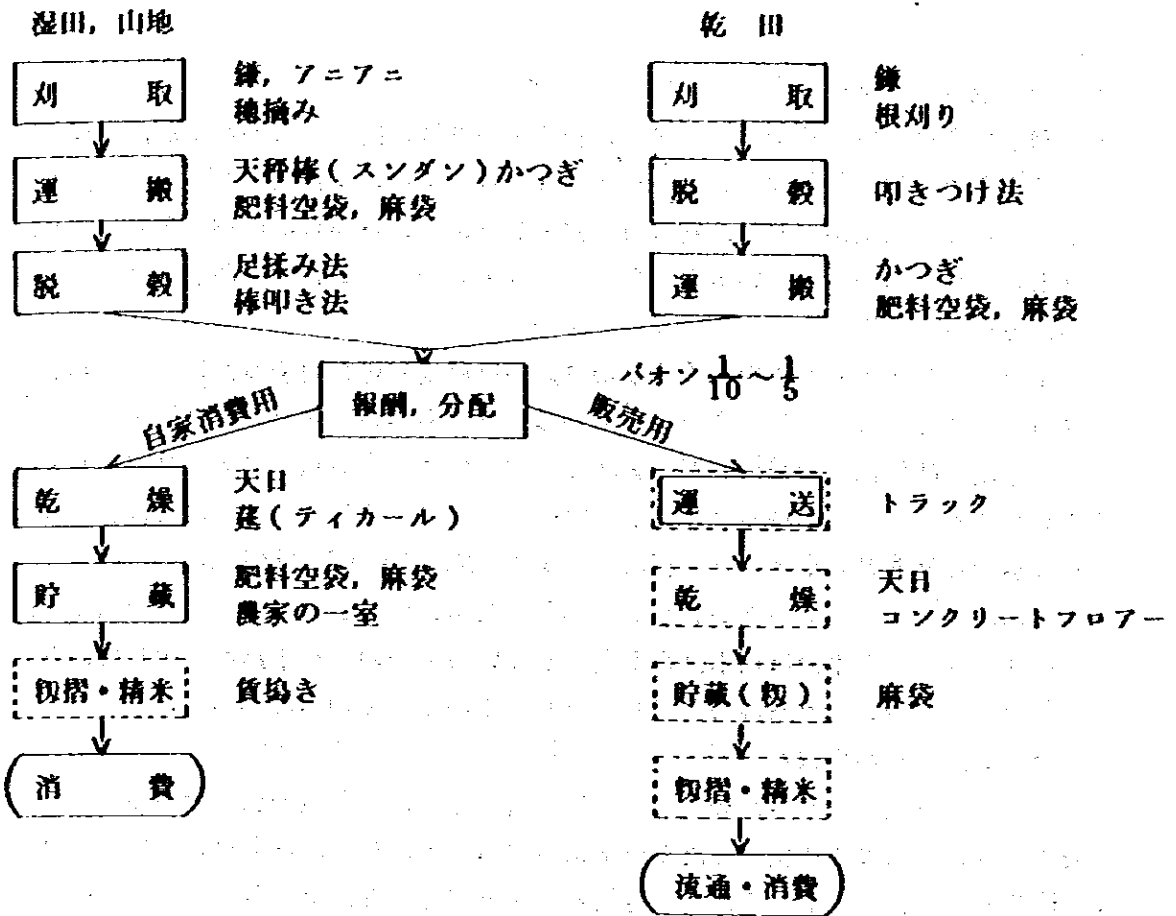 湿田, 山地
刈 取
鎌, アニアニ
穂摘み
運 搬
天秤棒(スンダン)かつぎ
肥料空袋, 麻袋
脱 穀
足揉み法
棒叩き法
乾 田
刈 取
鎌
根刈り
脱 穀
叩きつけ法
運 搬
かつぎ
肥料空袋, 麻袋
報酬, 分配
バオン 1/10～1/5
自家消費用
販売用
乾 燥
天日
莚(ティカール)
貯 蔵
肥料空袋, 麻袋
農家の一室
籾摺・精米
賃搗き
消 費
運 送
トラック
乾 燥
天日
コンクリートフロアー
貯蔵(籾)
麻袋
籾摺・精米
流通・消費